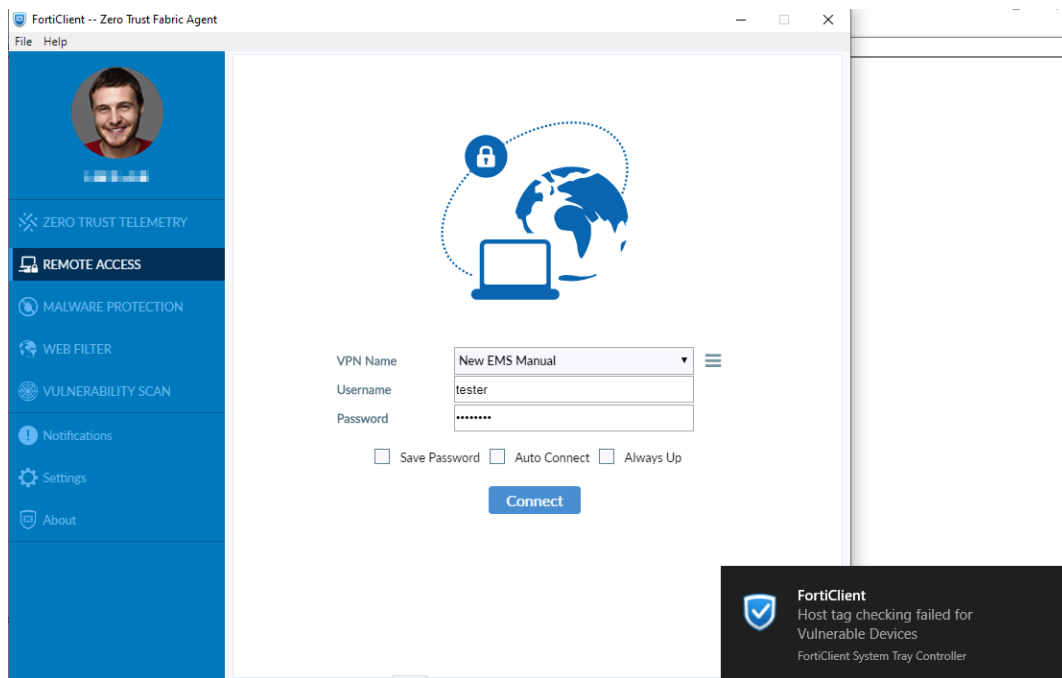 FortiClient -- Zero Trust Fabric Agent
File Help
ZERO TRUST TELEMETRY
REMOTE ACCESS
MALWARE PROTECTION
WEB FILTER
VULNERABILITY SCAN
Notifications
Settings
About
VPN Name New EMS Manual
Username tester
Password ••••••••
Save Password Auto Connect Always Up
Connect
FortiClient
Host tag checking failed for
Vulnerable Devices
FortiClient System Tray Controller